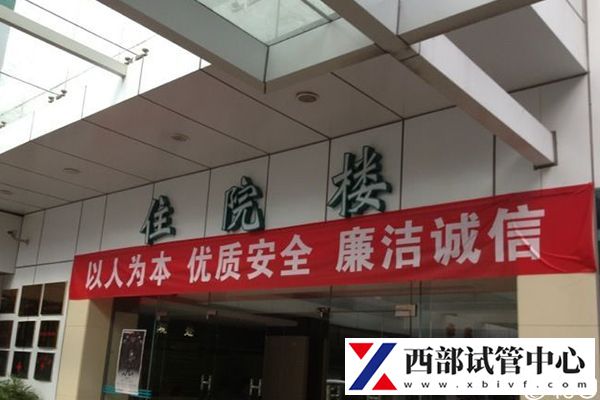 住院楼
以人为本 优质安全 廉洁诚信
西部试管中心
www.xbivf.com